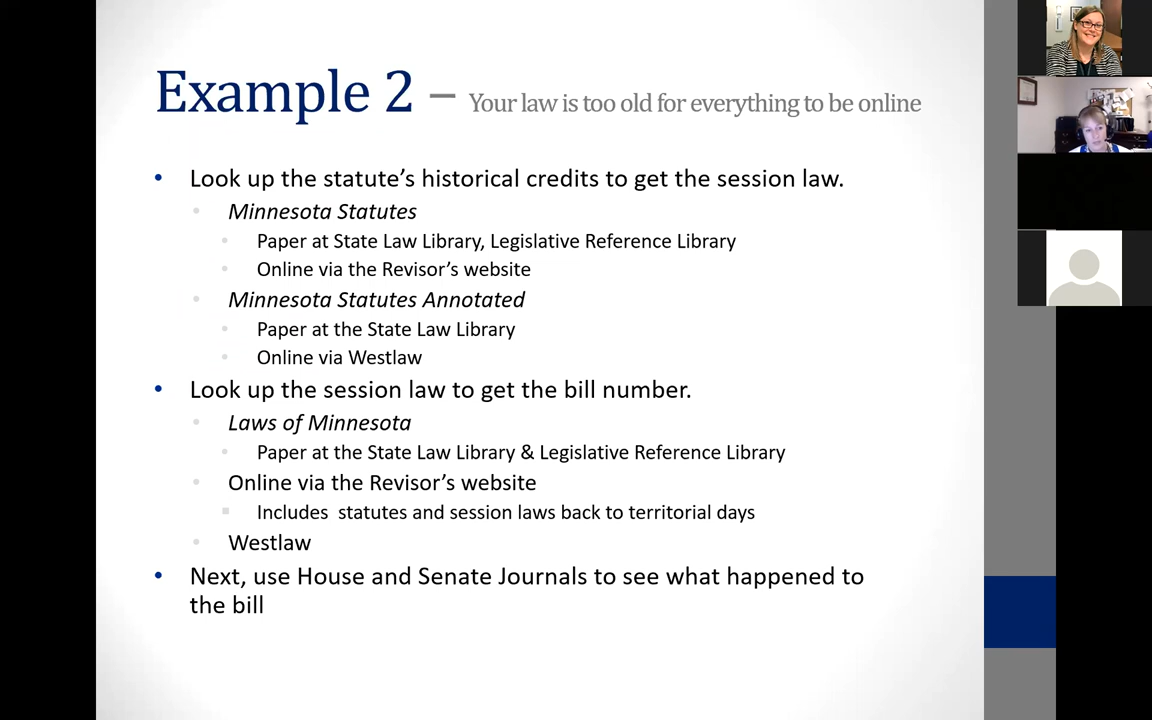 Example 2 – Your law is too old for everything to be online
• Look up the statute's historical credits to get the session law.
• Minnesota Statutes
• Paper at State Law Library, Legislative Reference Library
• Online via the Revisor's website
• Minnesota Statutes Annotated
• Paper at the State Law Library
• Online via Westlaw
• Look up the session law to get the bill number.
• Laws of Minnesota
• Paper at the State Law Library & Legislative Reference Library
• Online via the Revisor's website
▪ Includes statutes and session laws back to territorial days
• Westlaw
• Next, use House and Senate Journals to see what happened to
the bill